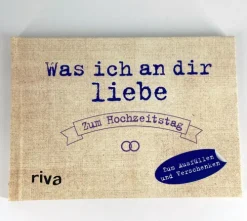 Was ich an dir
liebe
Zum Hochzeitstag
Zum Ausfüllen
und Verschenken
riva